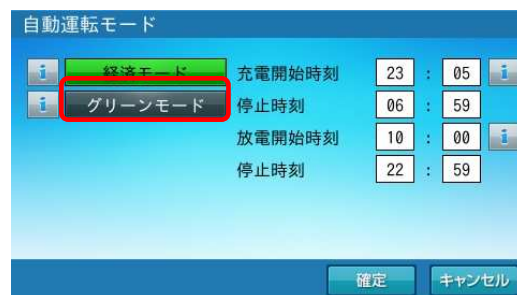 自動運転モード
i 経済モード 充電開始時刻 23 : 05 i
i グリーンモード 停止時刻 06 : 59
放電開始時刻 10 : 00 i
停止時刻 22 : 59
確定 キャンセル